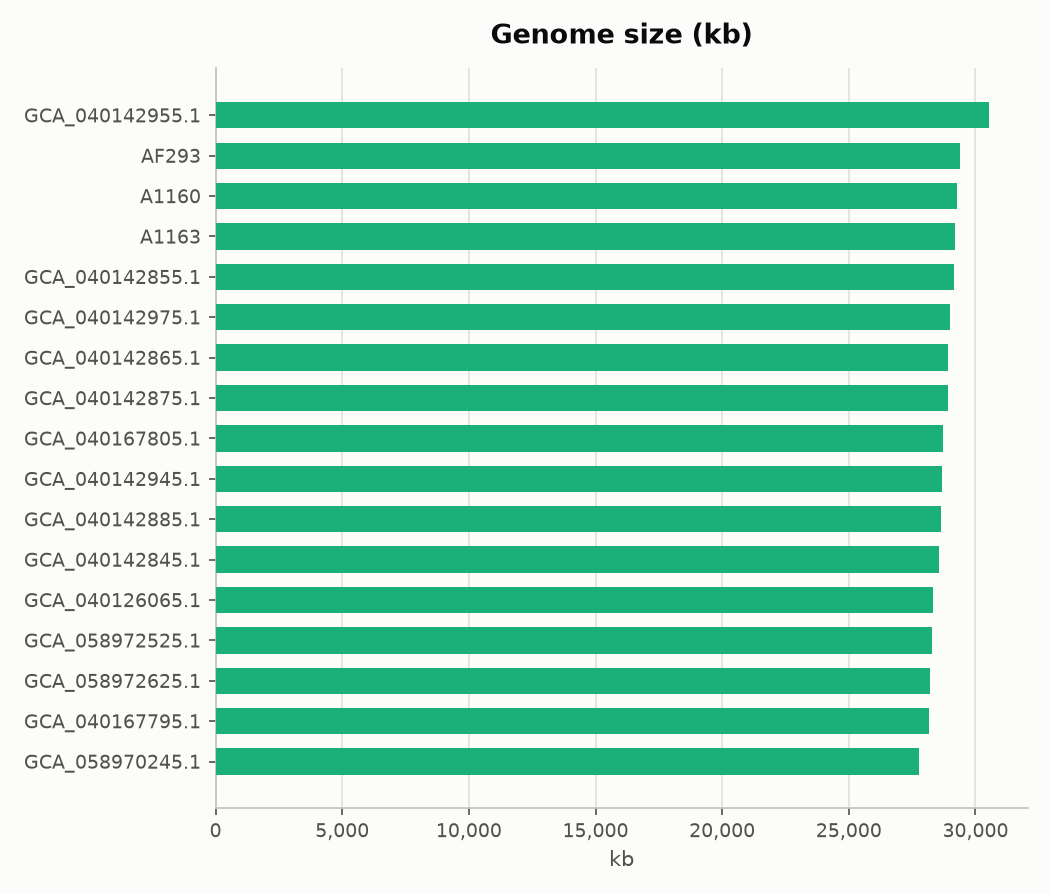 Genome size (kb)
GCA_040142955.1
AF293
A1160
A1163
GCA_040142855.1
GCA_040142975.1
GCA_040142865.1
GCA_040142875.1
GCA_040167805.1
GCA_040142945.1
GCA_040142885.1
GCA_040142845.1
GCA_040126065.1
GCA_058972525.1
GCA_058972625.1
GCA_040167795.1
GCA_058970245.1
0 5,000 10,000 15,000 20,000 25,000 30,000
kb